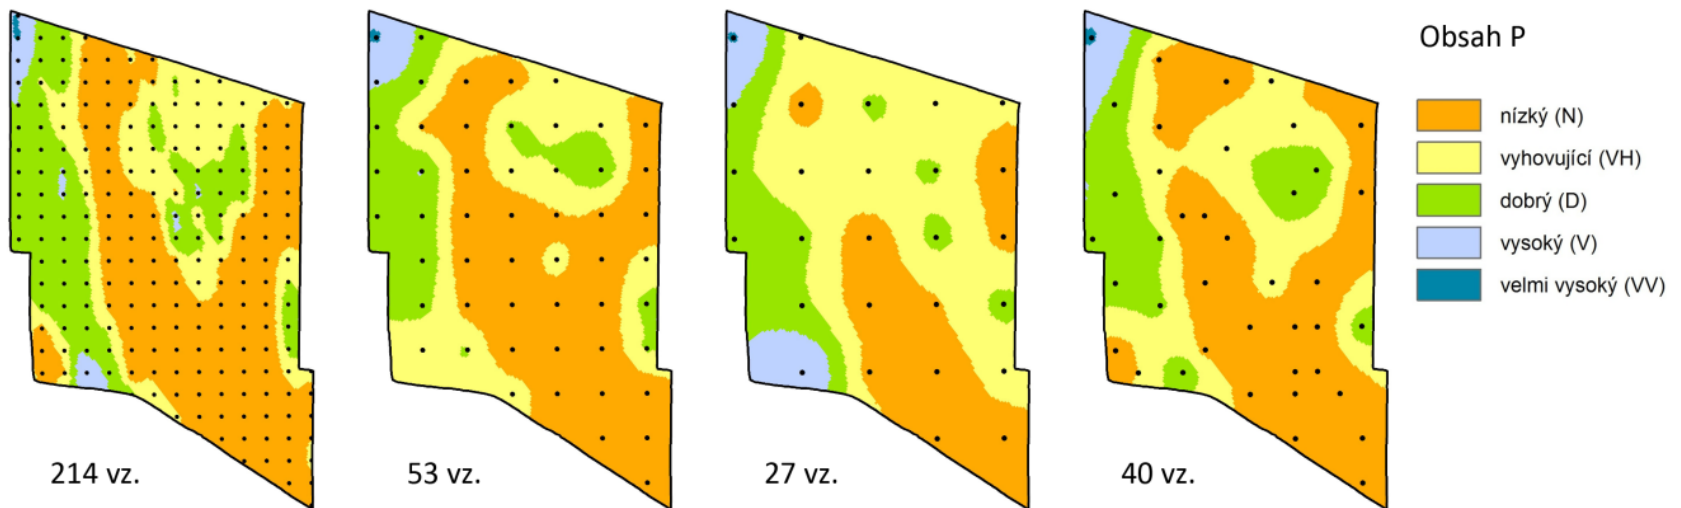 Obsah P
nízký (N)
vyhovující (VH)
dobrý (D)
vysoký (V)
velmi vysoký (VV)
214 vz.
53 vz.
27 vz.
40 vz.